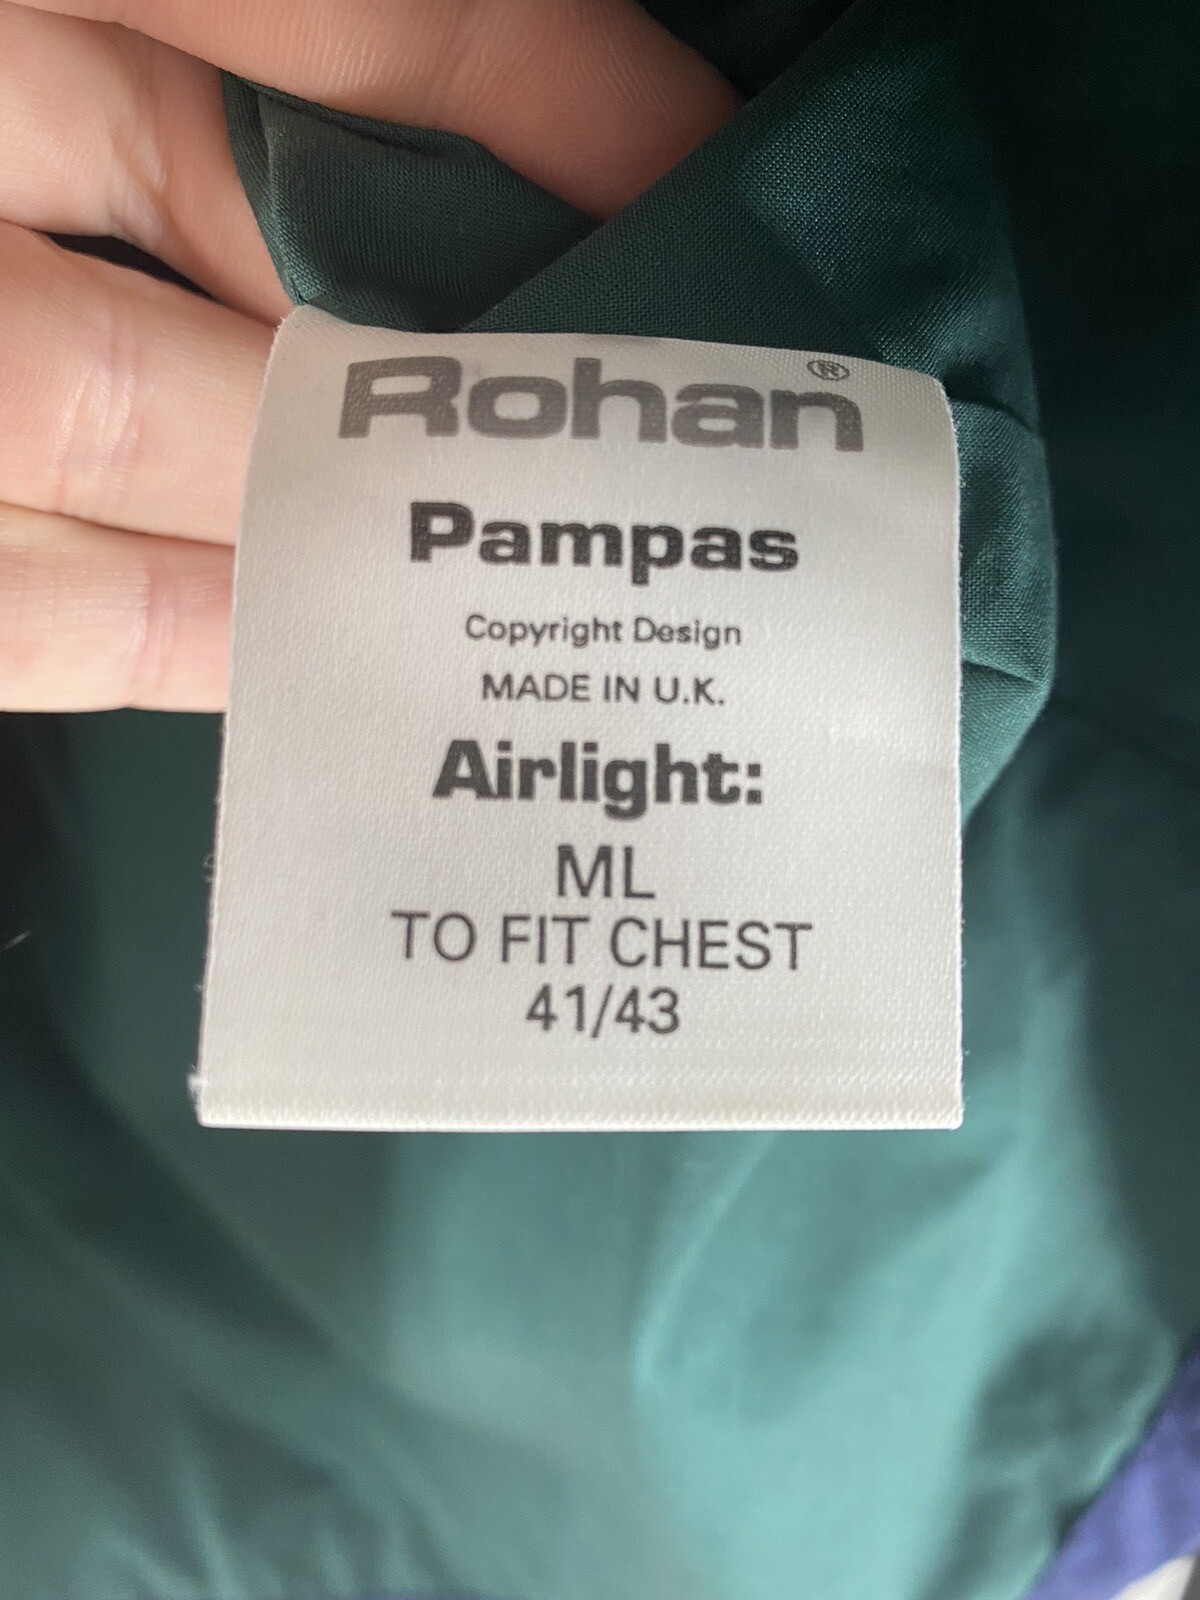 Rohan®
Pampas
Copyright Design
MADE IN U.K.
Airlight:
ML
TO FIT CHEST
41/43